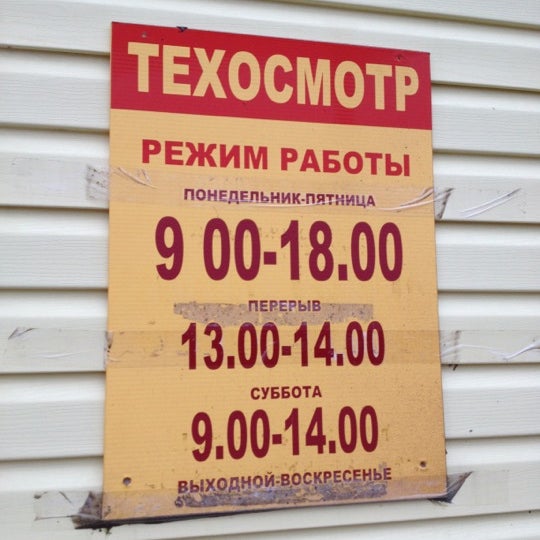 ТЕХОСМОТР
РЕЖИМ РАБОТЫ
ПОНЕДЕЛЬНИК-ПЯТНИЦА
9 00-18.00
ПЕРЕРЫВ
13.00-14.00
СУББОТА
9.00-14.00
ВЫХОДНОЙ-ВОСКРЕСЕНЬЕ